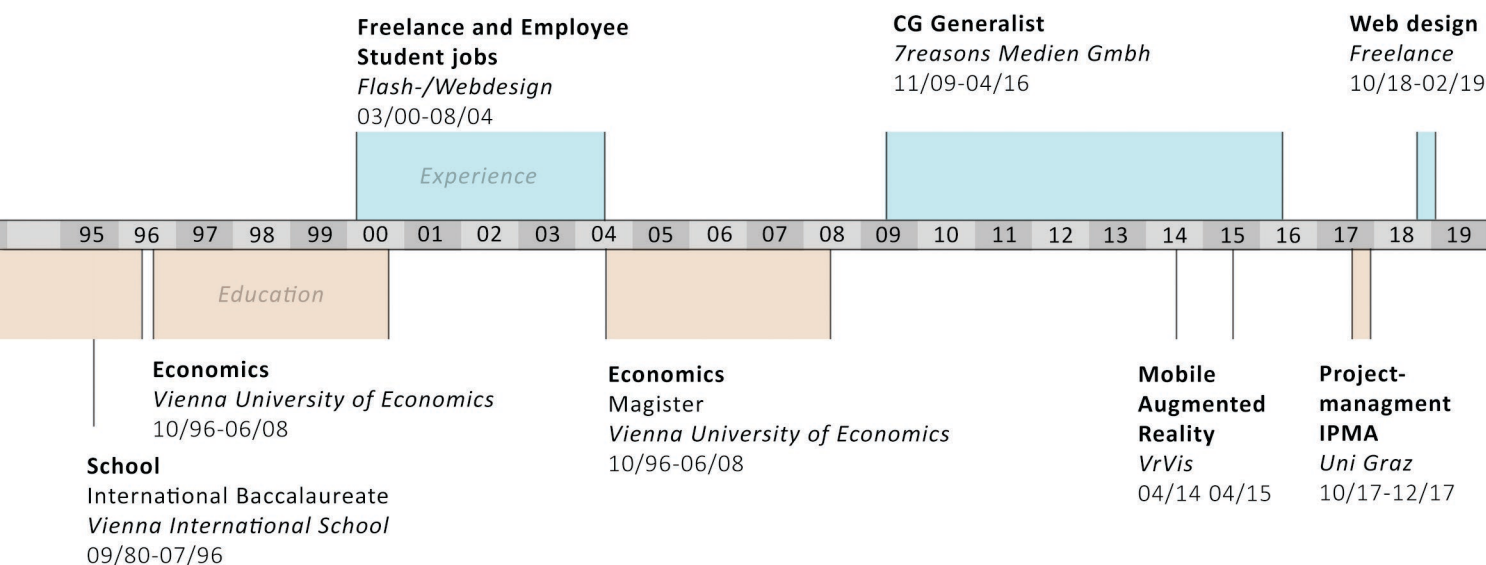 Freelance and Employee
Student jobs
Flash-/Webdesign
03/00-08/04
CG Generalist
7reasons Medien Gmbh
11/09-04/16
Web design
Freelance
10/18-02/19
Experience
95 96 97 98 99 00 01 02 03 04 05 06 07 08 09 10 11 12 13 14 15 16 17 18 19
Education
Economics
Vienna University of Economics
10/96-06/08
School
International Baccalaureate
Vienna International School
09/80-07/96
Economics
Magister
Vienna University of Economics
10/96-06/08
Mobile
Augmented
Reality
VrVis
04/14 04/15
Project-
managment
IPMA
Uni Graz
10/17-12/17